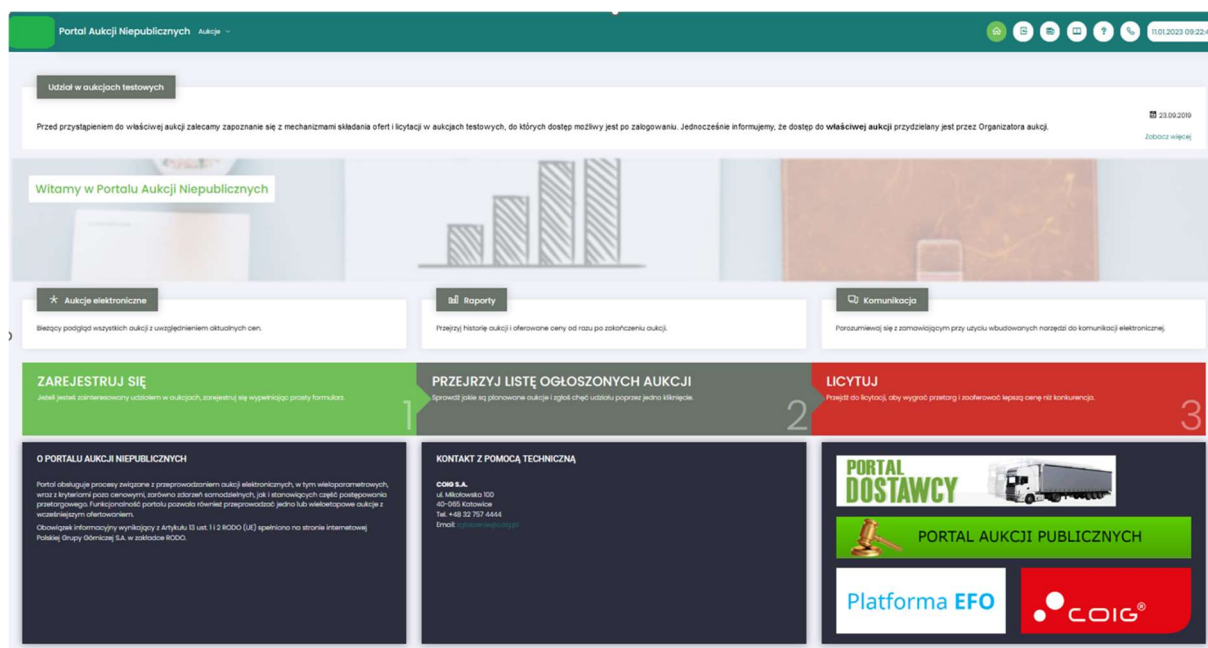 Portal Aukcji Niepublicznych Aukcje
?
11.01.2023 09:22:4
Udział w aukcjach testowych
Przed przystąpieniem do właściwej aukcji zalecamy zapoznanie się z mechanizmami składania ofert i licytacji w aukcjach testowych, do których dostęp możliwy jest po zalogowaniu. Jednocześnie informujemy, że dostęp do właściwej aukcji przydzielany jest przez Organizatora aukcji.
23.09.2019
Zobacz więcej
Witamy w Portalu Aukcji Niepublicznych
Aukcje elektroniczne
Bieżący podgląd wszystkich aukcji z uwzględnieniem aktualnych cen.
Raporty
Przejrzyj historię aukcji i oferowane ceny od razu po zakończeniu aukcji.
Komunikacja
Porozumiewaj się z zamawiającym przy użyciu wbudowanych narzędzi do komunikacji elektronicznej.
ZAREJESTRUJ SIĘ
Jeżeli jesteś zainteresowany udziałem w aukcjach, zarejestruj się wypełniając prosty formularz.
1
PRZEJRZYJ LISTĘ OGŁOSZONYCH AUKCJI
Sprawdź jakie są planowane aukcje i zgłoś chęć udziału poprzez jedno kliknięcie.
2
LICYTUJ
Przejdź do licytacji, aby wygrać przetarg i zaoferować lepszą cenę niż konkurencja.
3
O PORTALU AUKCJI NIEPUBLICZNYCH
Portal obsługuje procesy związane z przeprowadzaniem aukcji elektronicznych, w tym wieloparametrowych,
wraz z kryteriami poza cenowymi, zarówno zdarzeń samodzielnych, jak i stanowiących część postępowania
przetargowego. Funkcjonalność portalu pozwala również przeprowadzać jedno lub wieloetapowe aukcje z
wcześniejszym ofertowaniem.
Obowiązek informacyjny wynikający z Artykułu 13 ust. 1 i 2 RODO (UE) spełniono na stronie internetowej
Polskiej Grupy Górniczej S.A. w zakładce RODO.
KONTAKT Z POMOCĄ TECHNICZNĄ
COIG S.A.
ul. Mikołowska 100
40-065 Katowice
Tel. +48 32 757 4444
Email:
PORTAL
DOSTAWCY
PORTAL AUKCJI PUBLICZNYCH
Platforma EFO
COIG®